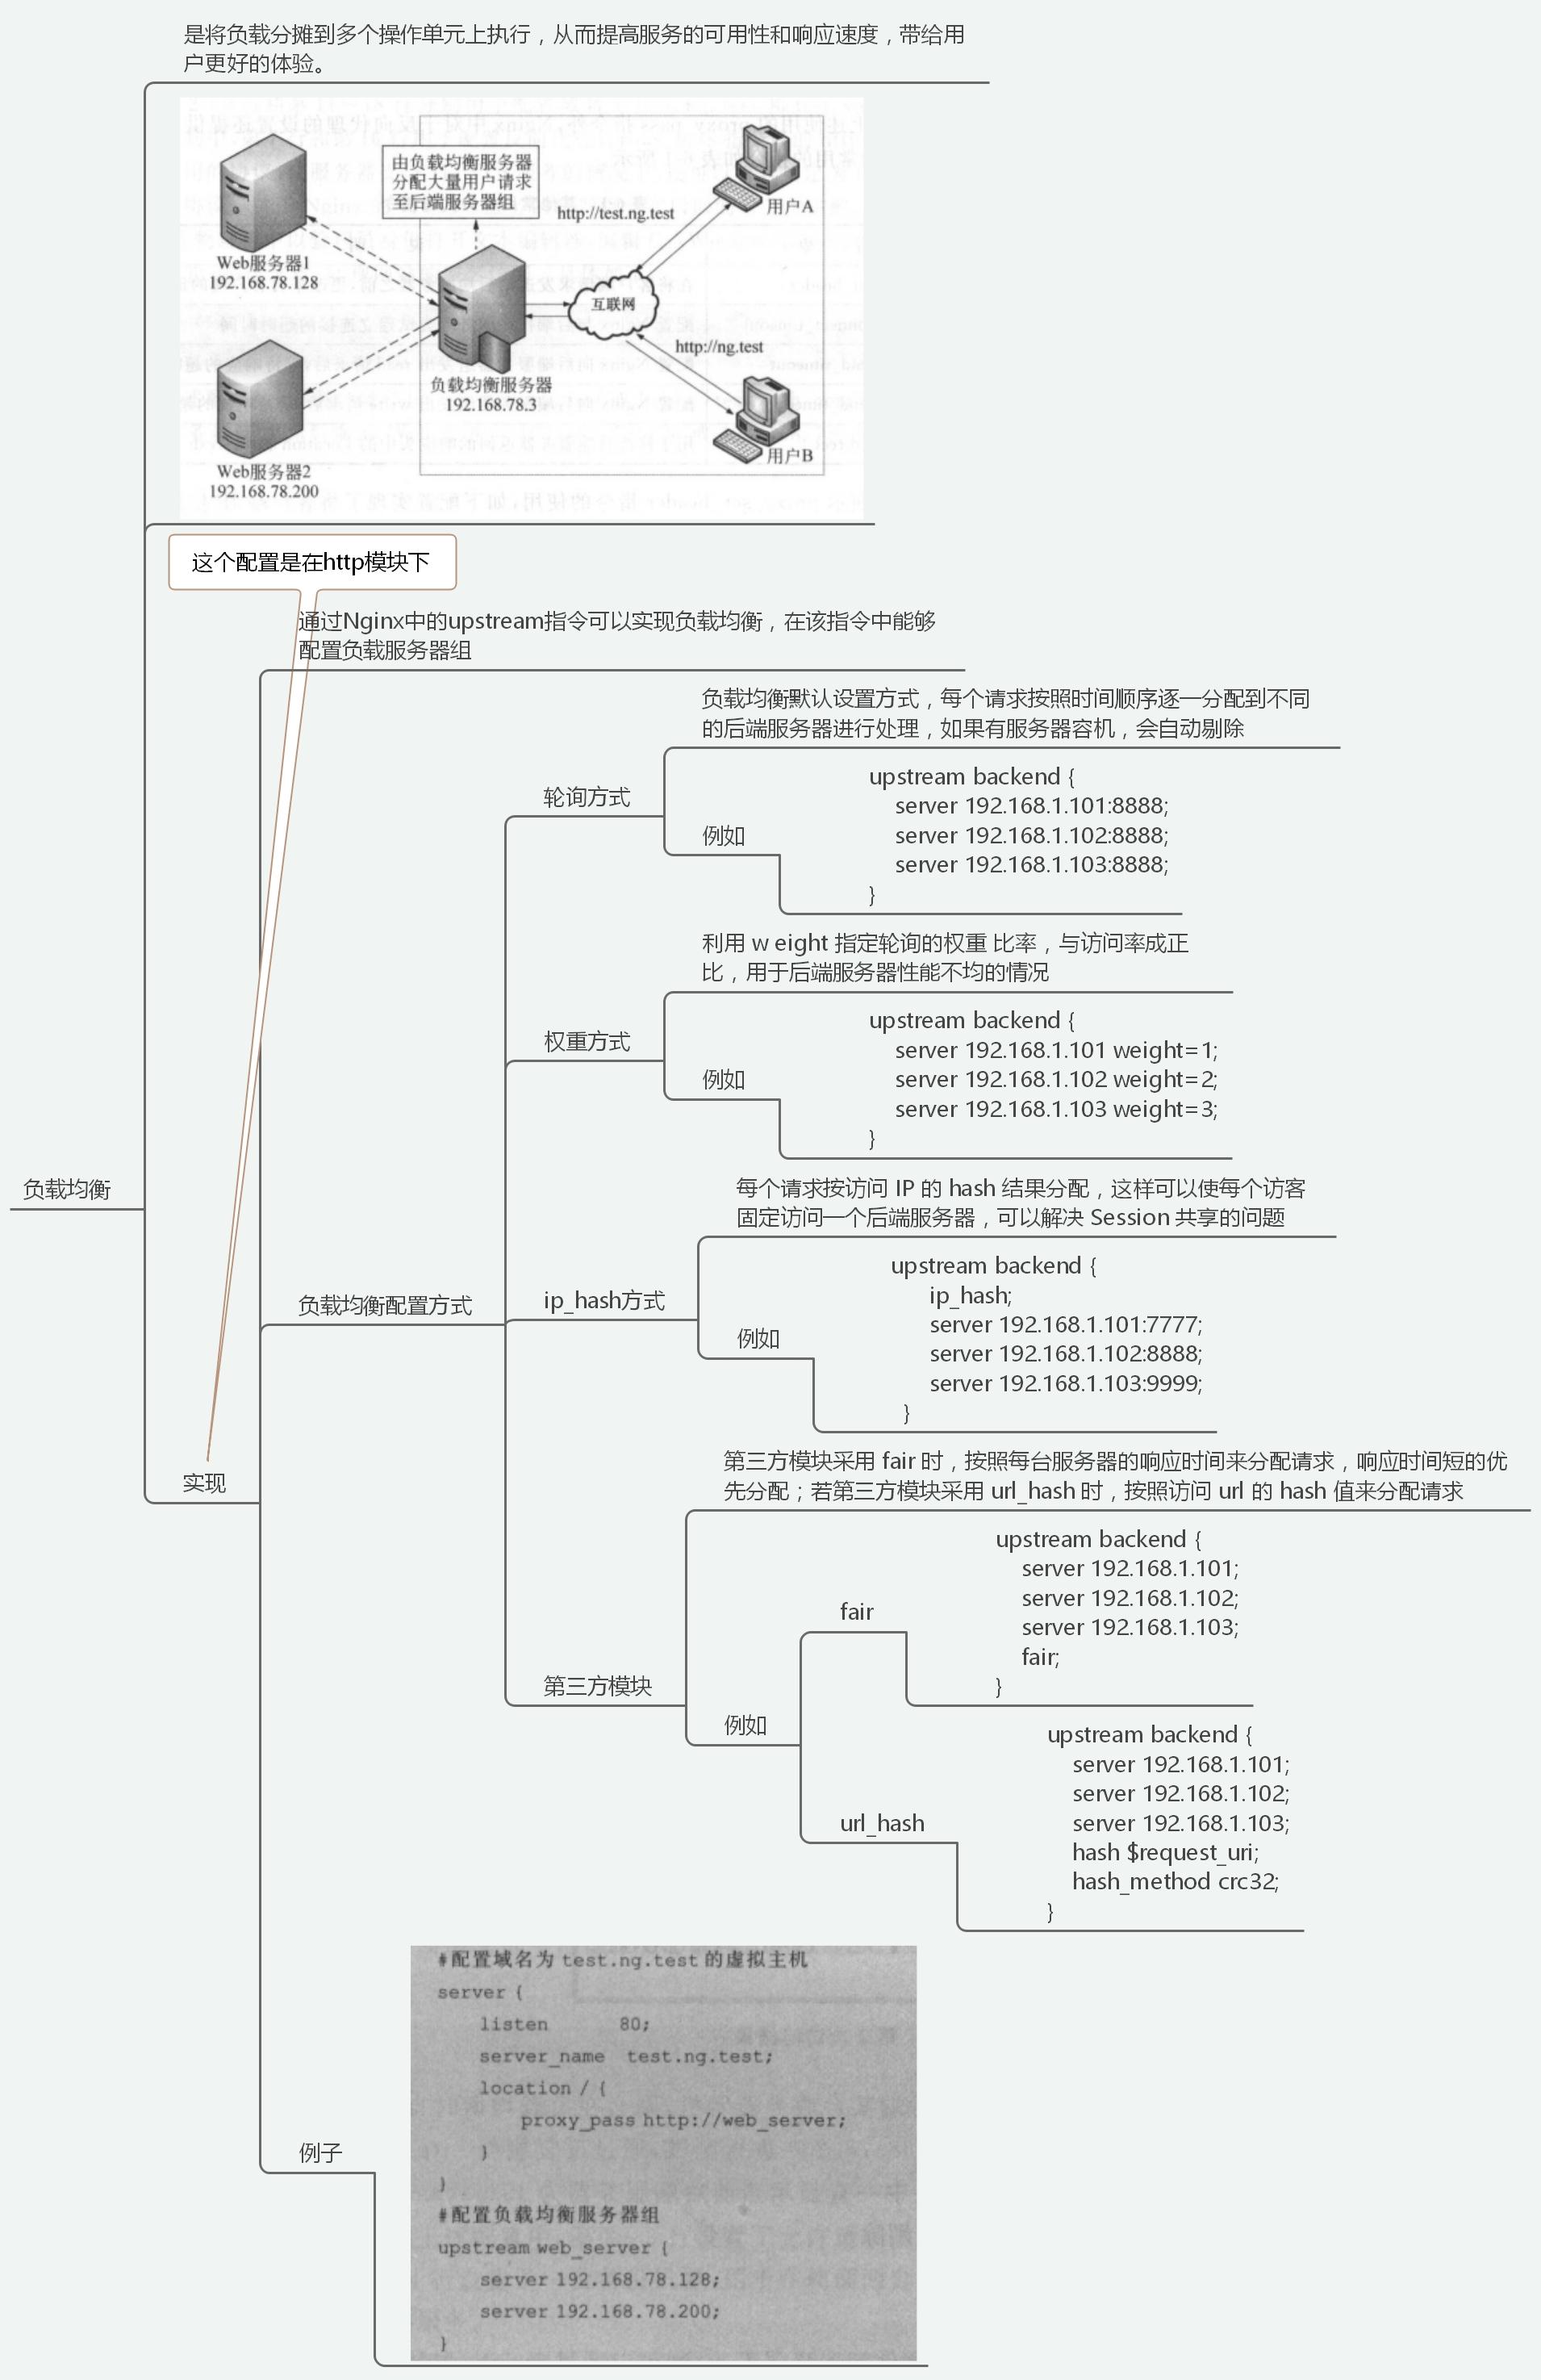 是将负载分摊到多个操作单元上执行，从而提高服务的可用性和响应速度，带给用
户更好的体验。
由负载均衡服务器
分配大量用户请求
至后端服务器组
http://test.ng.test
用户A
Web服务器1
192.168.78.128
互联网
http://ng.test
负载均衡服务器
192.168.78.3
用户B
Web服务器2
192.168.78.200
这个配置是在http模块下
通过Nginx中的upstream指令可以实现负载均衡，在该指令中能够
配置负载服务器组
负载均衡默认设置方式，每个请求按照时间顺序逐一分配到不同
的后端服务器进行处理，如果有服务器容机，会自动剔除
轮询方式
例如
upstream backend {
server 192.168.1.101:8888;
server 192.168.1.102:8888;
server 192.168.1.103:8888;
}
利用 w eight 指定轮询的权重 比率，与访问率成正
比，用于后端服务器性能不均的情况
权重方式
例如
upstream backend {
server 192.168.1.101 weight=1;
server 192.168.1.102 weight=2;
server 192.168.1.103 weight=3;
}
负载均衡
每个请求按访问 IP 的 hash 结果分配，这样可以使每个访客
固定访问一个后端服务器，可以解决 Session 共享的问题
负载均衡配置方式
ip_hash方式
例如
upstream backend {
ip_hash;
server 192.168.1.101:7777;
server 192.168.1.102:8888;
server 192.168.1.103:9999;
}
实现
第三方模块采用 fair 时，按照每台服务器的响应时间来分配请求，响应时间短的优
先分配；若第三方模块采用 url_hash 时，按照访问 url 的 hash 值来分配请求
第三方模块
例如
fair
upstream backend {
server 192.168.1.101;
server 192.168.1.102;
server 192.168.1.103;
fair;
}
url_hash
upstream backend {
server 192.168.1.101;
server 192.168.1.102;
server 192.168.1.103;
hash $request_uri;
hash_method crc32;
}
例子
#配置域名为 test.ng.test 的虚拟主机
server {
listen 80;
server_name test.ng.test;
location / {
proxy_pass http://web_server;
}
}
#配置负载均衡服务器组
upstream web_server {
server 192.168.78.128;
server 192.168.78.200;
}